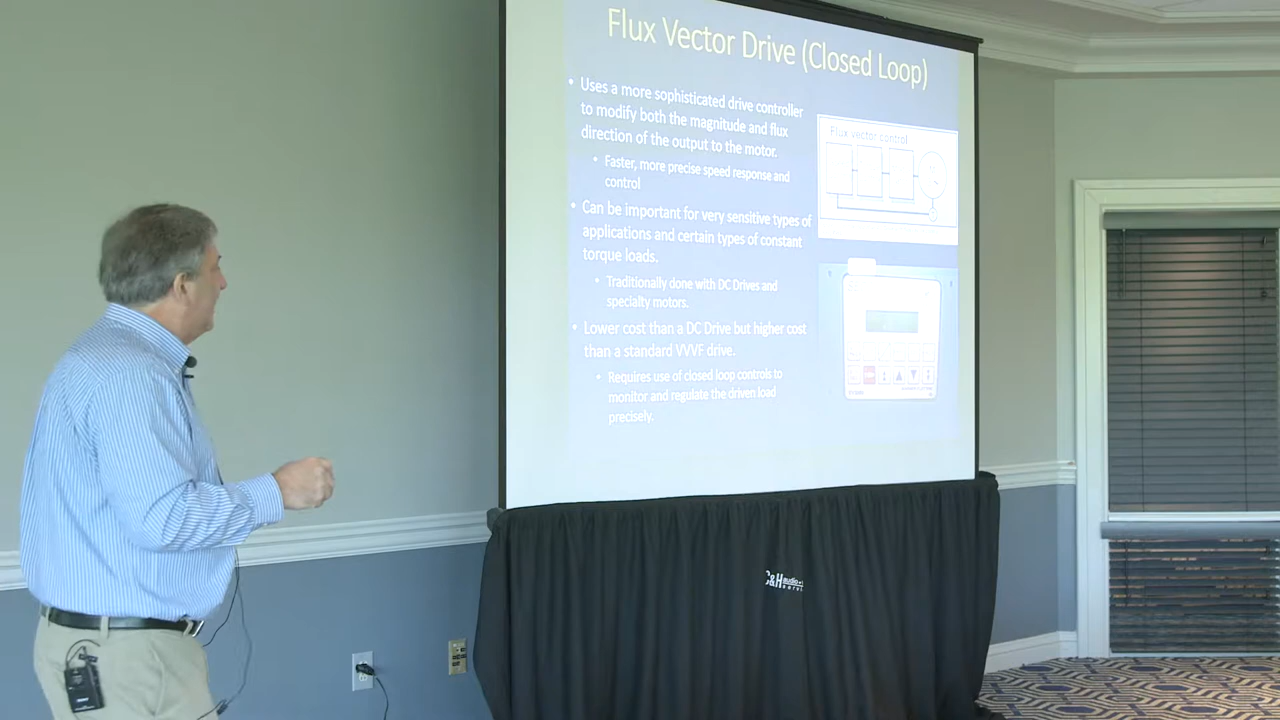 Flux Vector Drive (Closed Loop)
• Uses a more sophisticated drive controller
to modify both the magnitude and flux
direction of the output to the motor.
• Faster, more precise speed response and
control
• Can be important for very sensitive types of
applications and certain types of constant
torque loads.
• Traditionally done with DC Drives and
specialty motors.
• Lower cost than a DC Drive but higher cost
than a standard VVVF drive.
• Requires use of closed loop controls to
monitor and regulate the driven load
precisely.
Flux vector control
&H audio